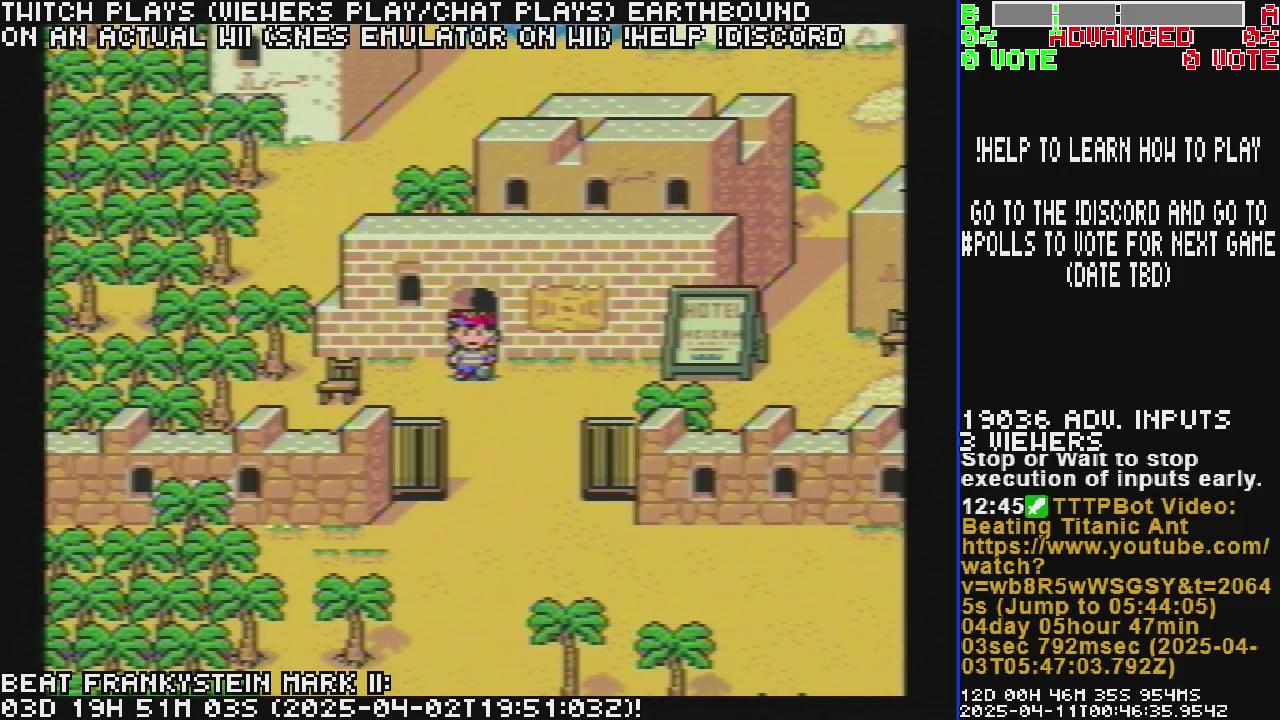 TWITCH PLAYS (VIEWERS PLAY/CHAT PLAYS) EARTHBOUND
ON AN ACTUAL WII (SNES EMULATOR ON WII) !HELP !DISCORD
B A
0% ADVANCED 0%
0 VOTE 0 VOTE
!HELP TO LEARN HOW TO PLAY
GO TO THE !DISCORD AND GO TO
#POLLS TO VOTE FOR NEXT GAME
(DATE TBD)
HOTEL
19036 ADV. INPUTS
3 VIEWERS
Stop or Wait to stop
execution of inputs early.
12:45 TTTPBot Video:
Beating Titanic Ant
https://www.youtube.com/
watch?
v=wb8R5wWSGSY&t=2064
5s (Jump to 05:44:05)
04day 05hour 47min
03sec 792msec (2025-04-
03T05:47:03.792Z)
BEAT FRANKYSTEIN MARK II:
03D 19H 51M 03S (2025-04-02T19:51:03Z)!
12D 00H 46M 35S 954MS
2025-04-11T00:46:35.954Z